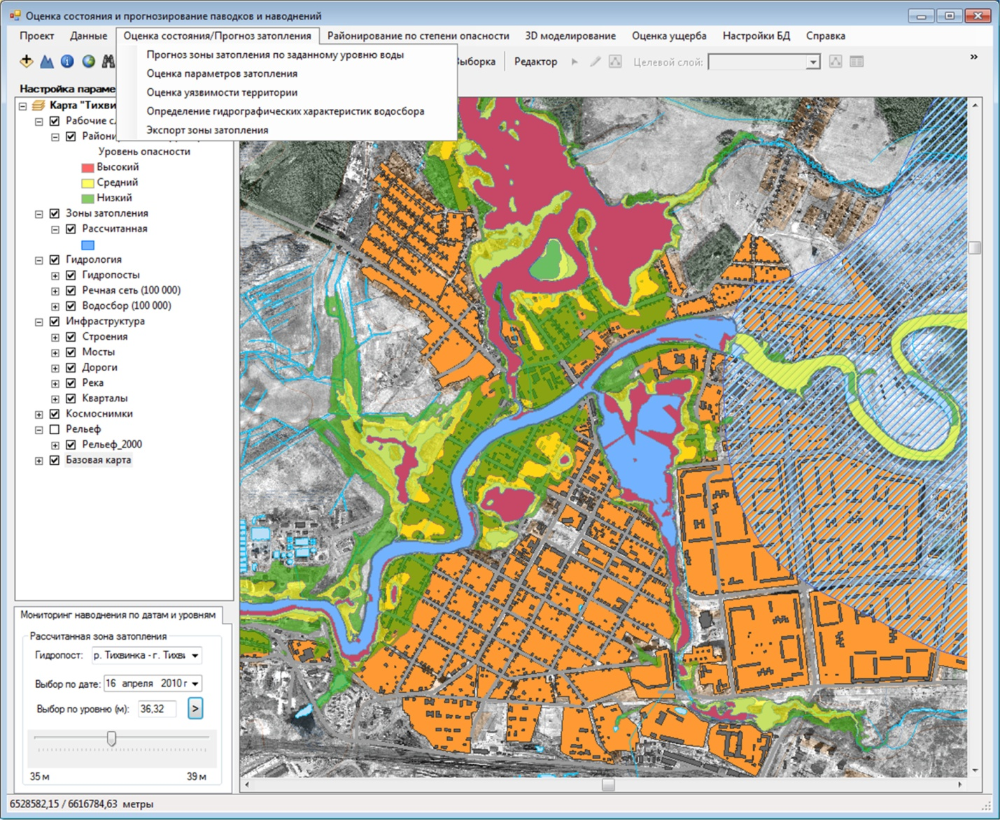 Оценка состояния и прогнозирование паводков и наводнений
Проект Данные Оценка состояния/Прогноз затопления Районирование по степени опасности 3D моделирование Оценка ущерба Настройки БД Справка
Прогноз зоны затопления по заданному уровню воды
Оценка параметров затопления
Оценка уязвимости территории
Определение гидрографических характеристик водосбора
Экспорт зоны затопления
ыборка Редактор Целевой слой:
Настройка параме
Карта "Тихви
Рабочие с
Районі
Уровень опасности
Высокий
Средний
Низкий
Зоны затопления
Рассчитанная
Гидрология
Гидропосты
Речная сеть (100 000)
Водосбор (100 000)
Инфраструктура
Строения
Мосты
Дороги
Река
Кварталы
Космоснимки
Рельеф
Рельеф_2000
Базовая карта
Мониторинг наводнения по датам и уровням
Рассчитанная зона затопления
Гидропост: р. Тихвинка - г. Тихви
Выбор по дате: 16 апреля 2010 г
Выбор по уровню (м): 36,32 >
35 м 39 м
6528582,15 / 6616784,63 метры